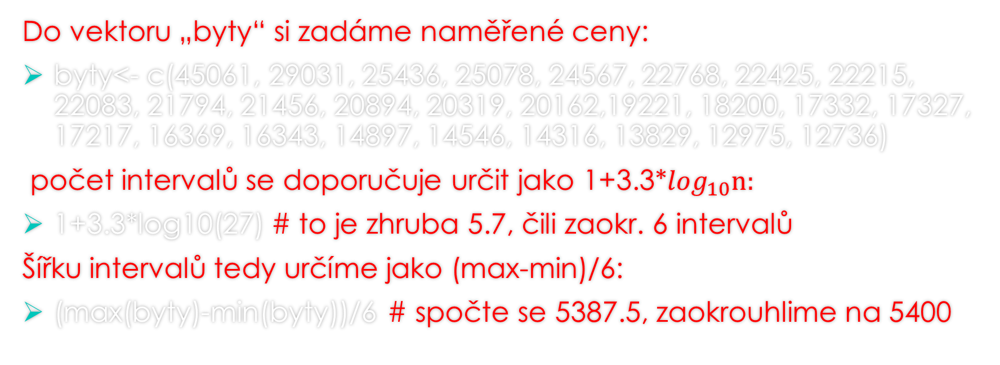 Do vektoru „byty“ si zadáme naměřené ceny:
byty<- c(45061, 29031, 25436, 25078, 24567, 22768, 22425, 22215,
22083, 21794, 21456, 20894, 20319, 20162,19221, 18200, 17332, 17327,
17217, 16369, 16343, 14897, 14546, 14316, 13829, 12975, 12736)
počet intervalů se doporučuje určit jako 1+3.3*log₁₀n:
1+3.3*log10(27) # to je zhruba 5.7, čili zaokr. 6 intervalů
Šířku intervalů tedy určíme jako (max-min)/6:
(max(byty)-min(byty))/6 # spočte se 5387.5, zaokrouhlime na 5400